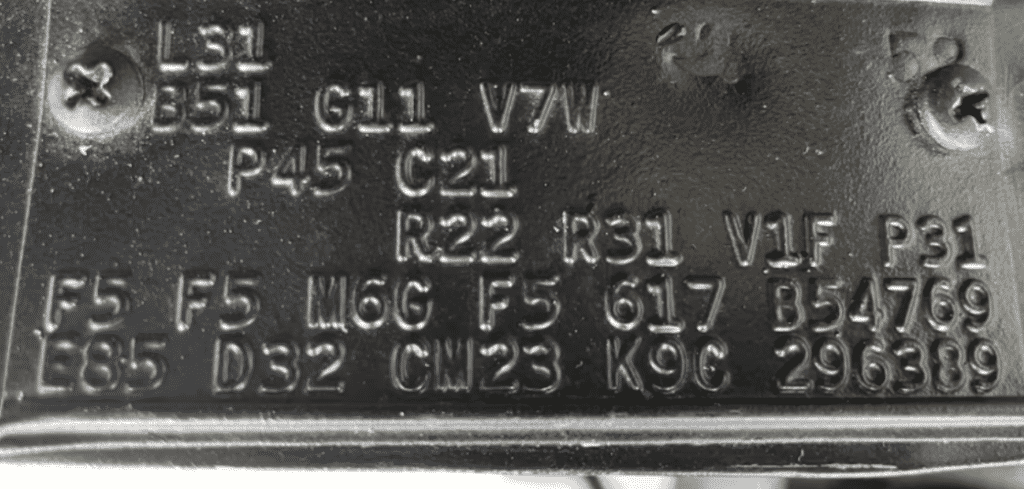 L31
B51 G11 V7W
P45 C21
R22 R31 V1F P31
F5 F5 M6G F5 617 B54769
E85 D32 CM23 K9G 296389